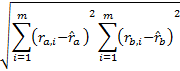 √(∑_{i=1}^{m} (r_{a,i} − r̂_a)² ∑_{i=1}^{m} (r_{b,i} − r̂_b)²)